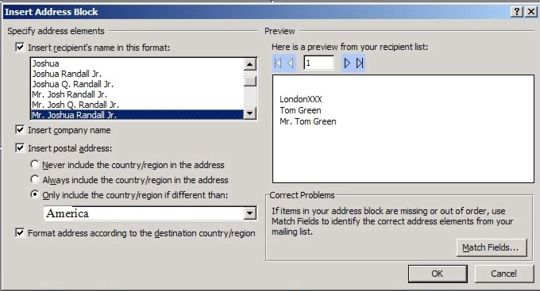 Insert Address Block
Specify address elements
Insert recipient's name in this format:
Joshua
Joshua Randall Jr.
Joshua Q. Randall Jr.
Mr. Josh Randall Jr.
Mr. Josh Q. Randall Jr.
Mr. Joshua Randall Jr.
Insert company name
Insert postal address:
Never include the country/region in the address
Always include the country/region in the address
Only include the country/region if different than:
America
Format address according to the destination country/region
Preview
Here is a preview from your recipient list:
1
LondonXXX
Tom Green
Mr. Tom Green
Correct Problems
If items in your address block are missing or out of order, use
Match Fields to identify the correct address elements from your
mailing list.
Match Fields...
OK
Cancel